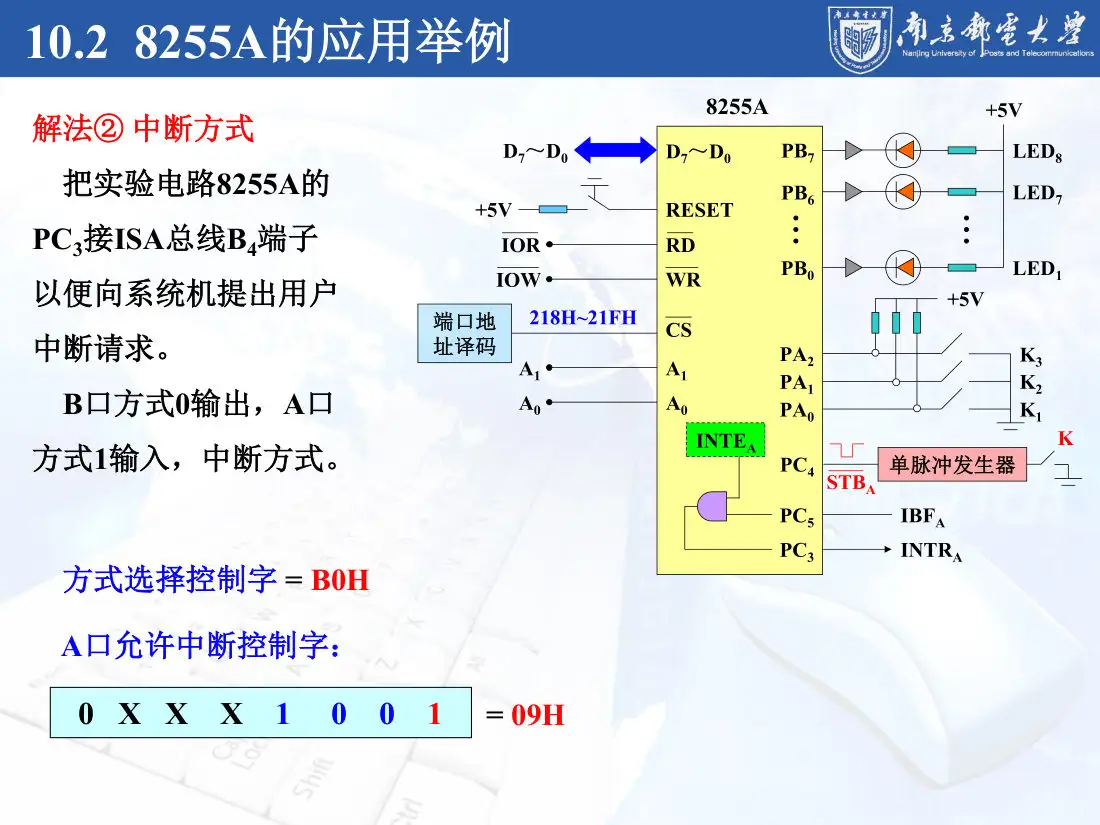 10.2 8255A的应用举例
南京邮电大学
Nanjing University of Posts and Telecommunications
解法② 中断方式
把实验电路8255A的
PC3接ISA总线B4端子
以便向系统机提出用户
中断请求。
B口方式0输出，A口
方式1输入，中断方式。
方式选择控制字 = B0H
A口允许中断控制字：
0 X X X 1 0 0 1 = 09H
8255A
+5V
D7～D0 D7～D0 PB7 LED8
PB6 LED7
+5V RESET
IOR RD
IOW WR PB0 LED1
+5V
端口地
址译码
218H~21FH CS
PA2 K3
A1 A1 PA1 K2
A0 A0 PA0 K1
INTEA
K
PC4 STBA 单脉冲发生器
PC5 IBFA
PC3 INTRA
Shift
Ctrl